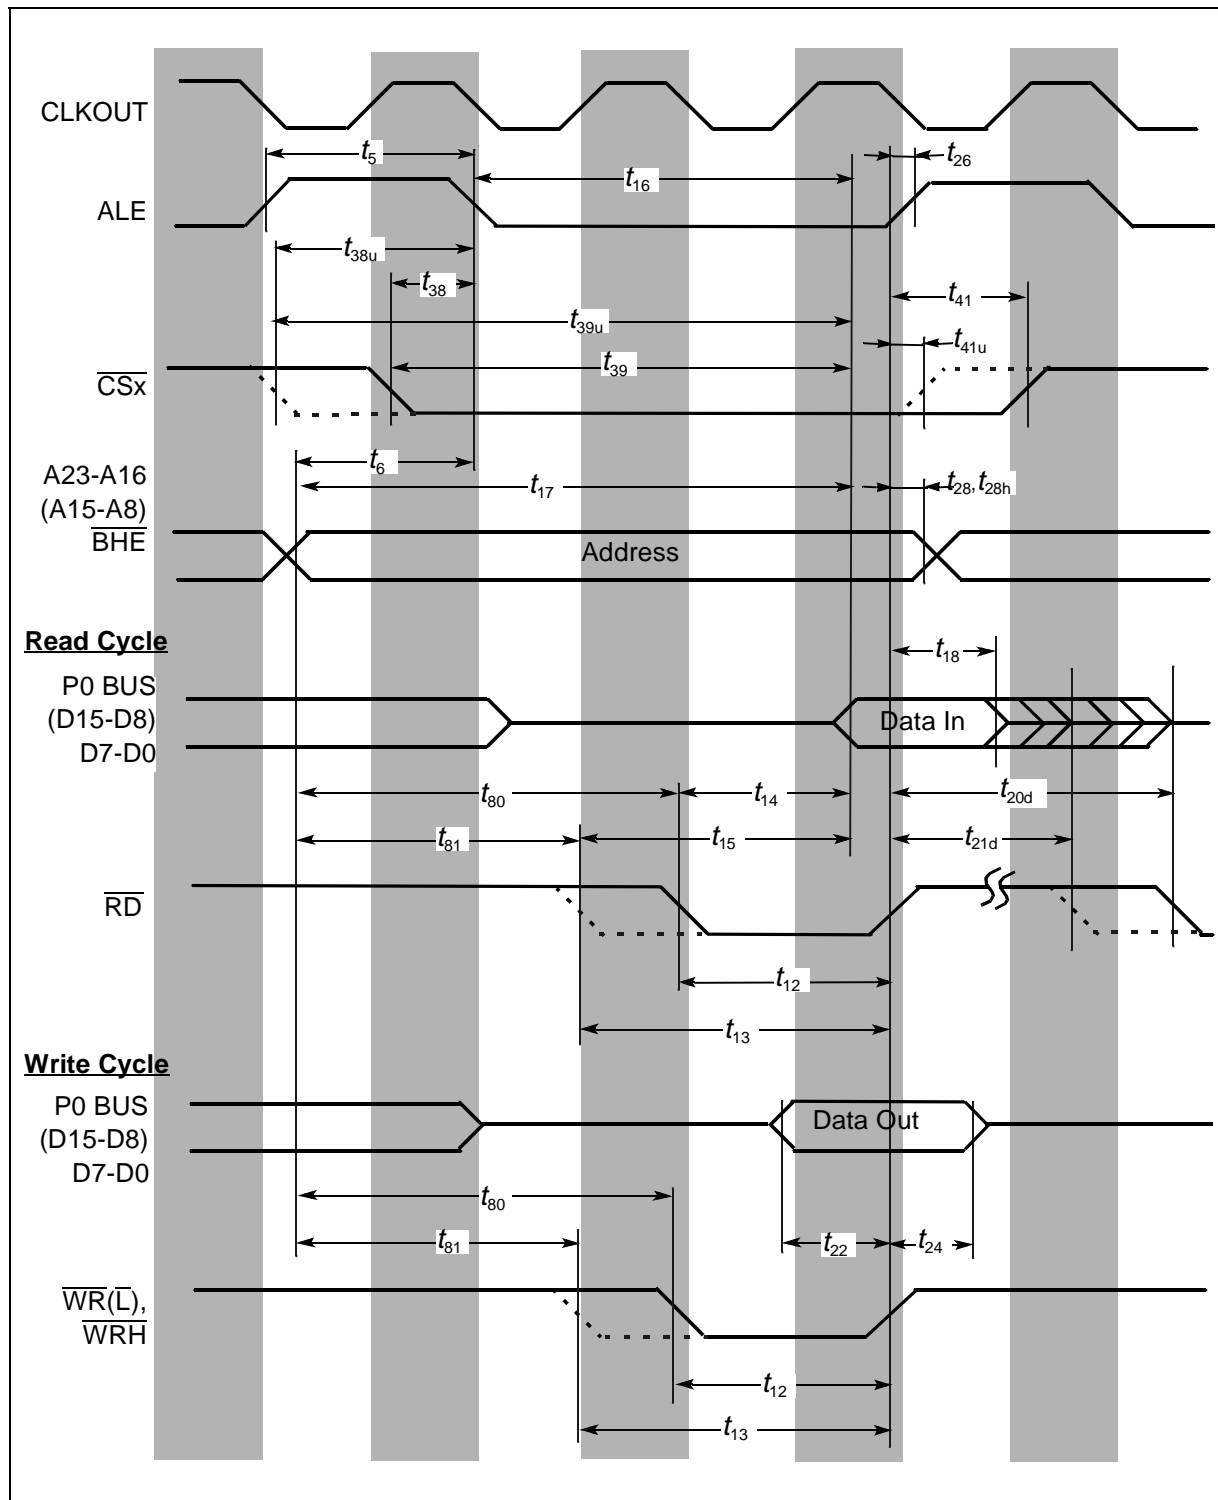 CLKOUT
t5
t26
t16
ALE
t38u
t38
t41
t39u
t41u
t39
CSx
t6
A23-A16
t17
t28, t28h
(A15-A8)
BHE
Address
Read Cycle
t18
P0 BUS
(D15-D8)
Data In
D7-D0
t80
t14
t20d
t81
t15
t21d
RD
t12
t13
Write Cycle
P0 BUS
Data Out
(D15-D8)
D7-D0
t80
t81
t22
t24
WR(L),
WRH
t12
t13